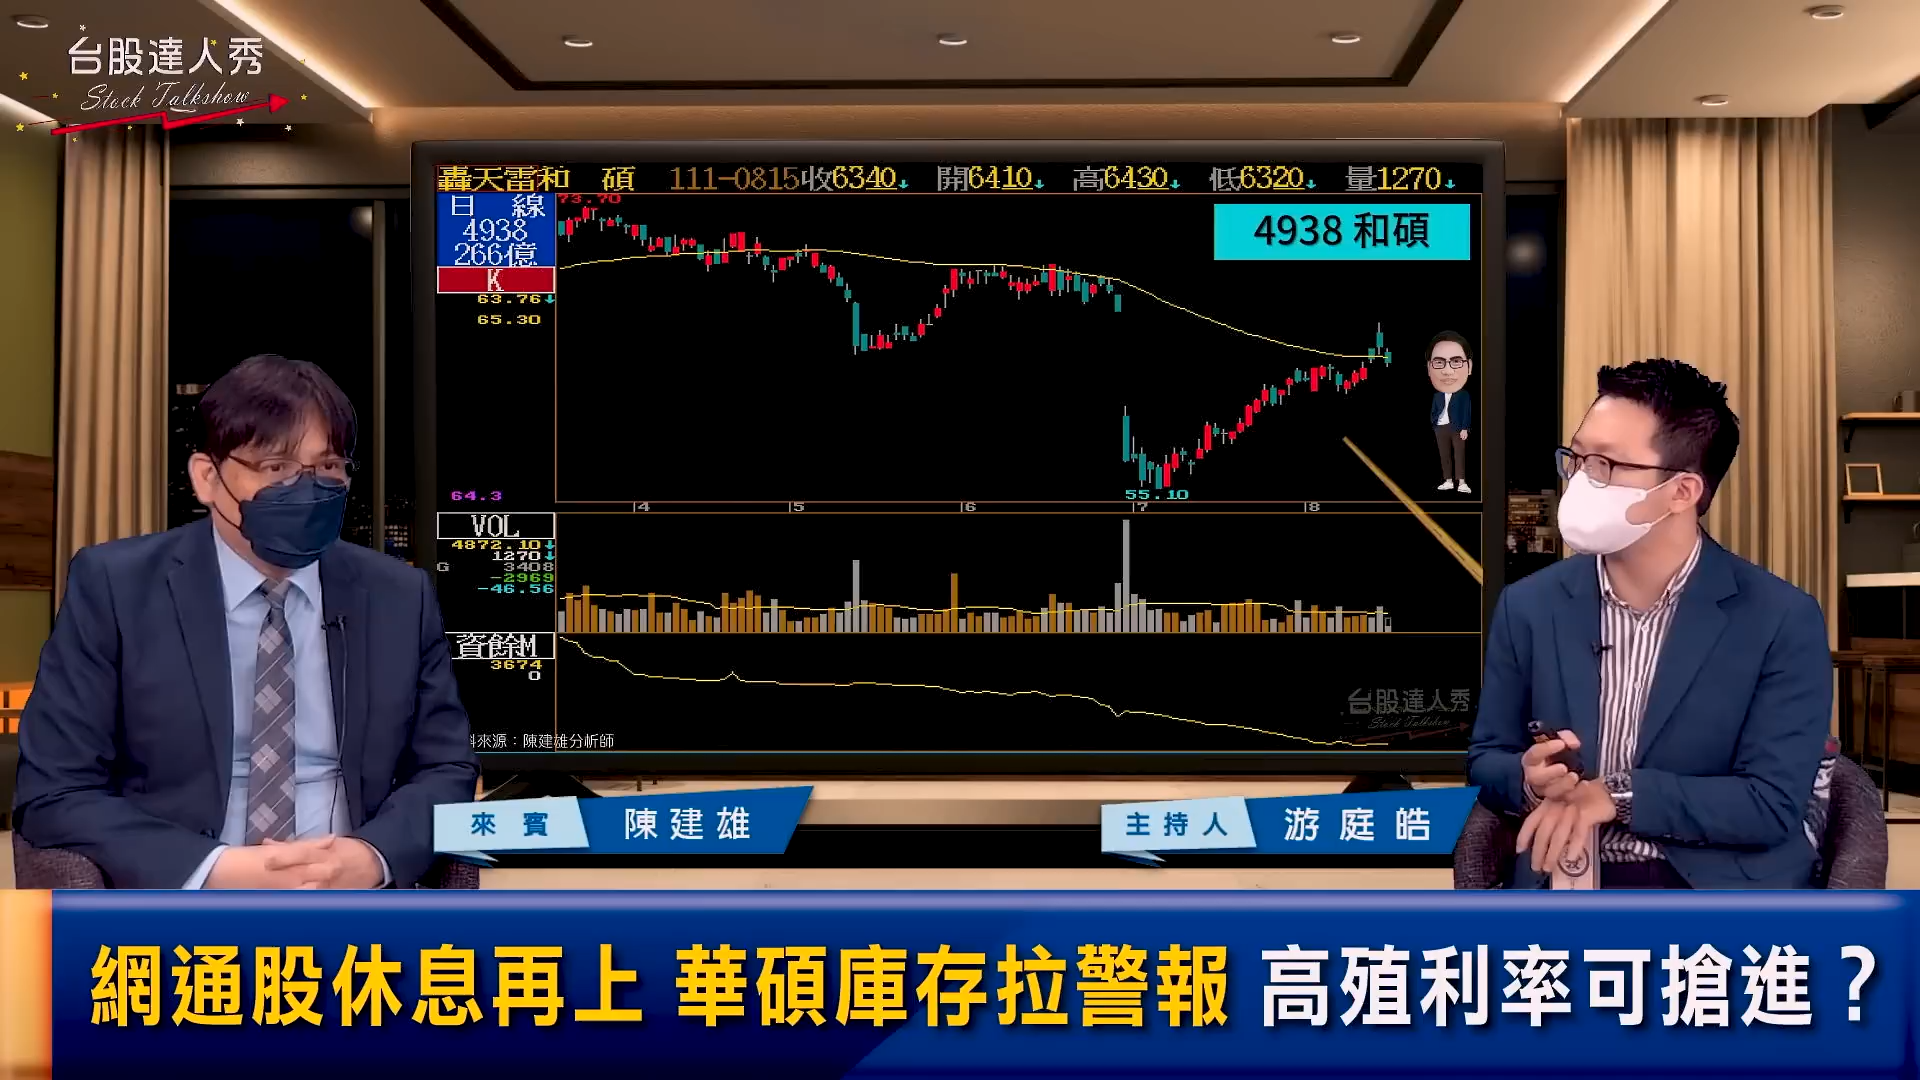 台股達人秀
Stock Talkshow
轟天雷和 碩 111-0815收6340↓ 開6410↓ 高6430↓ 低6320↓ 量1270↓
日 線
4938
266億
K
63.76↓
65.30
73.70
4938 和碩
64.3
55.10
4 5 6 7 8
VOL
4872.10↓
1270↓
G 3408
-2969
-46.56
資餘M
3674
0
台股達人秀
Stock Talkshow
料來源：陳建雄分析師
來賓 陳建雄
主持人 游庭皓
網通股休息再上 華碩庫存拉警報 高殖利率可搶進？